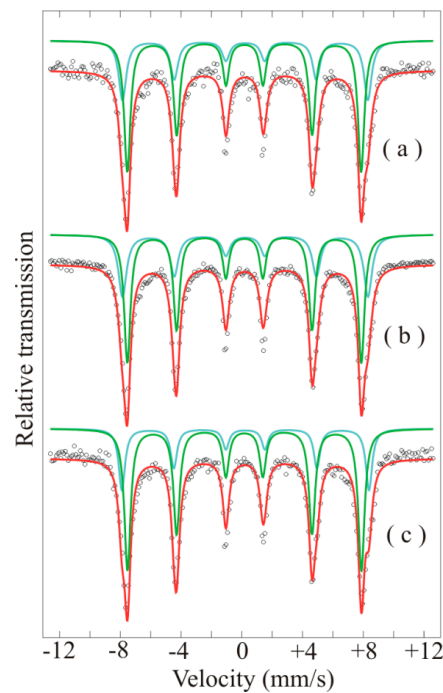 Relative transmission
( a )
( b )
( c )
-12 -8 -4 0 +4 +8 +12
Velocity (mm/s)